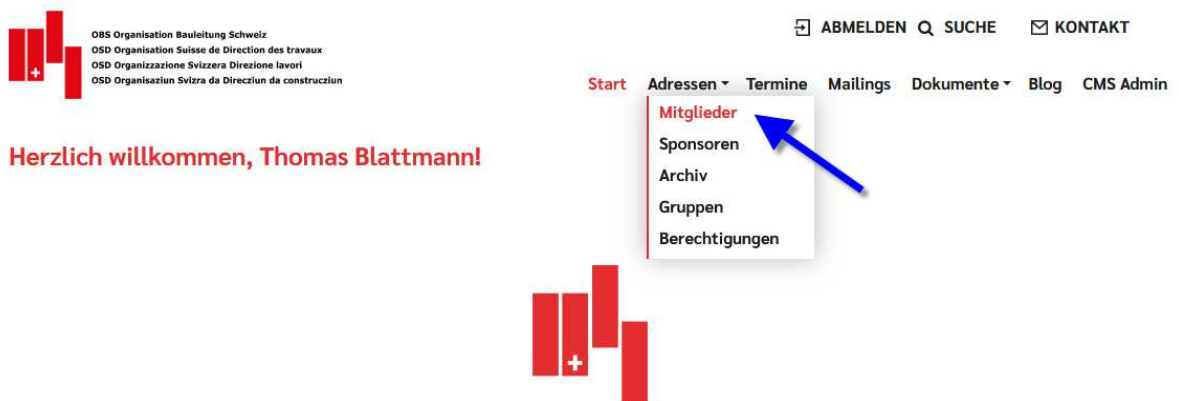 OBS Organisation Bauleitung Schweiz
OSD Organisation Suisse de Direction des travaux
OSD Organizzazione Svizzera Direzione lavori
OSD Organisaziun Svizra da Direcziun da construcziun
ABMELDEN SUCHE KONTAKT
Start Adressen Termine Mailings Dokumente Blog CMS Admin
Mitglieder
Sponsoren
Archiv
Gruppen
Berechtigungen
Herzlich willkommen, Thomas Blattmann!